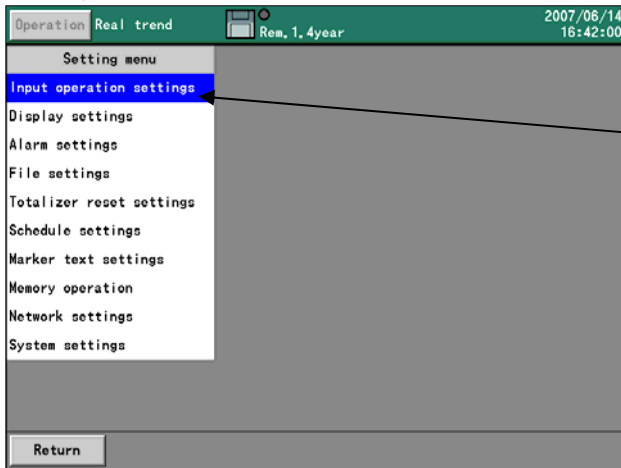 Operation Real trend
Rem. 1. 4year
2007/06/14
16:42:00
Setting menu
Input operation settings
Display settings
Alarm settings
File settings
Totalizer reset settings
Schedule settings
Marker text settings
Memory operation
Network settings
System settings
Return